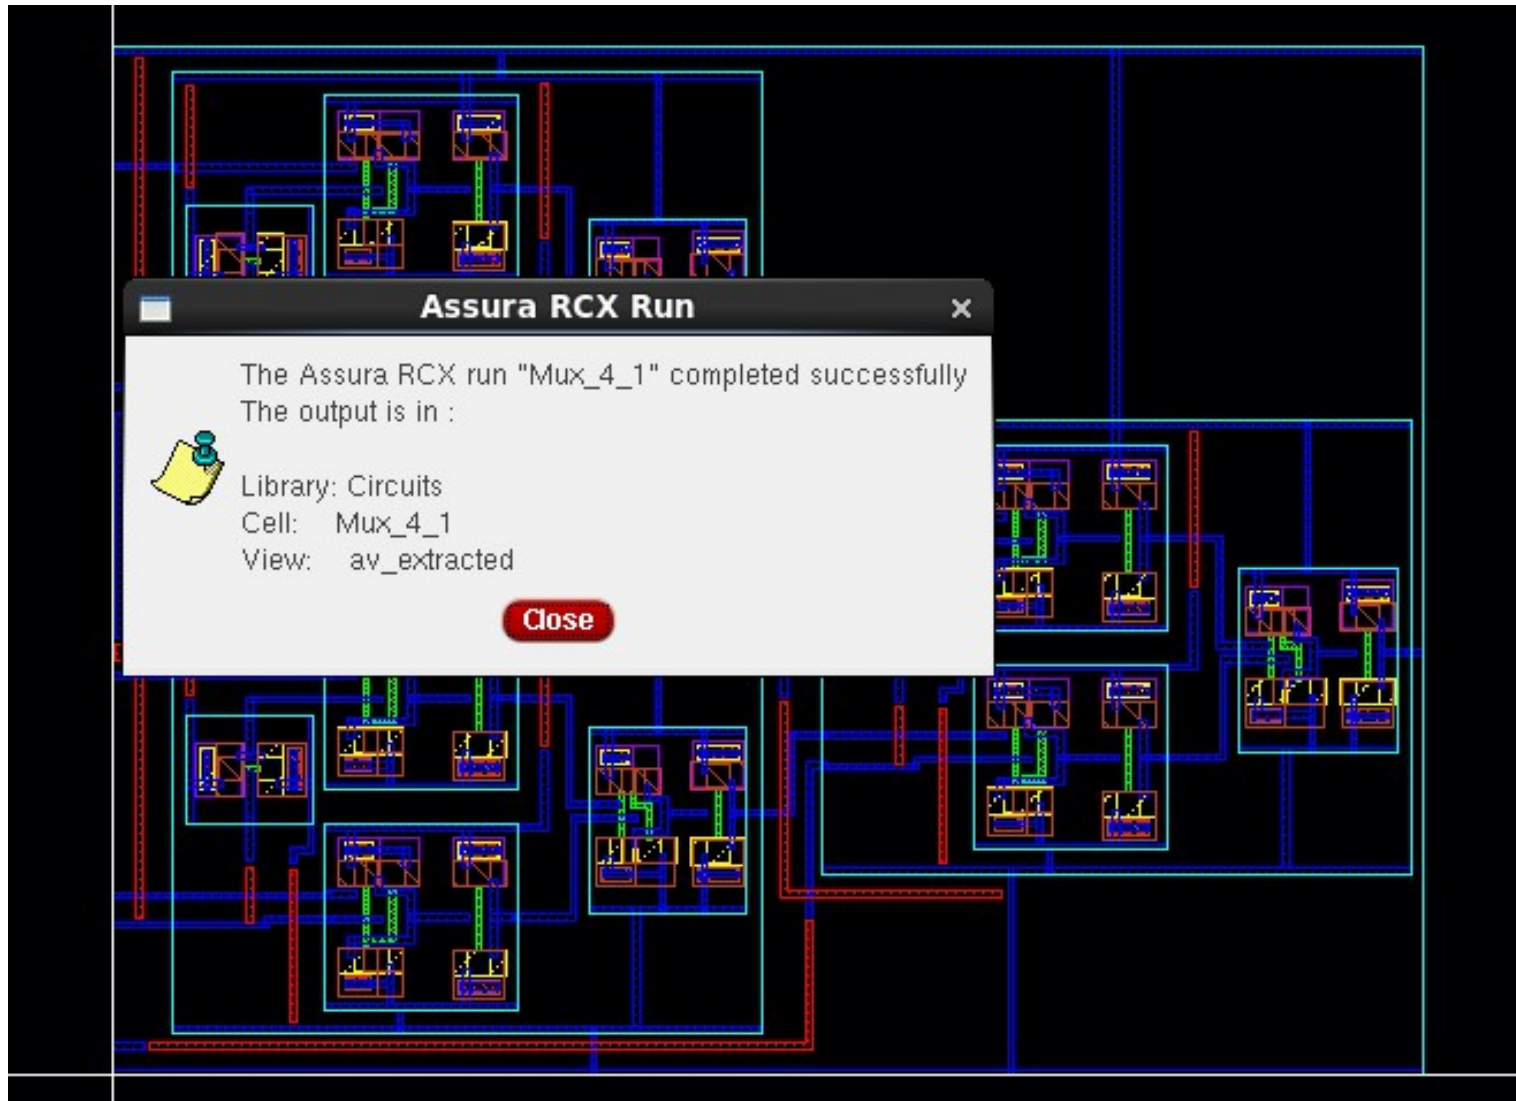 Assura RCX Run
The Assura RCX run "Mux_4_1" completed successfully
The output is in :
Library: Circuits
Cell: Mux_4_1
View: av_extracted
Close